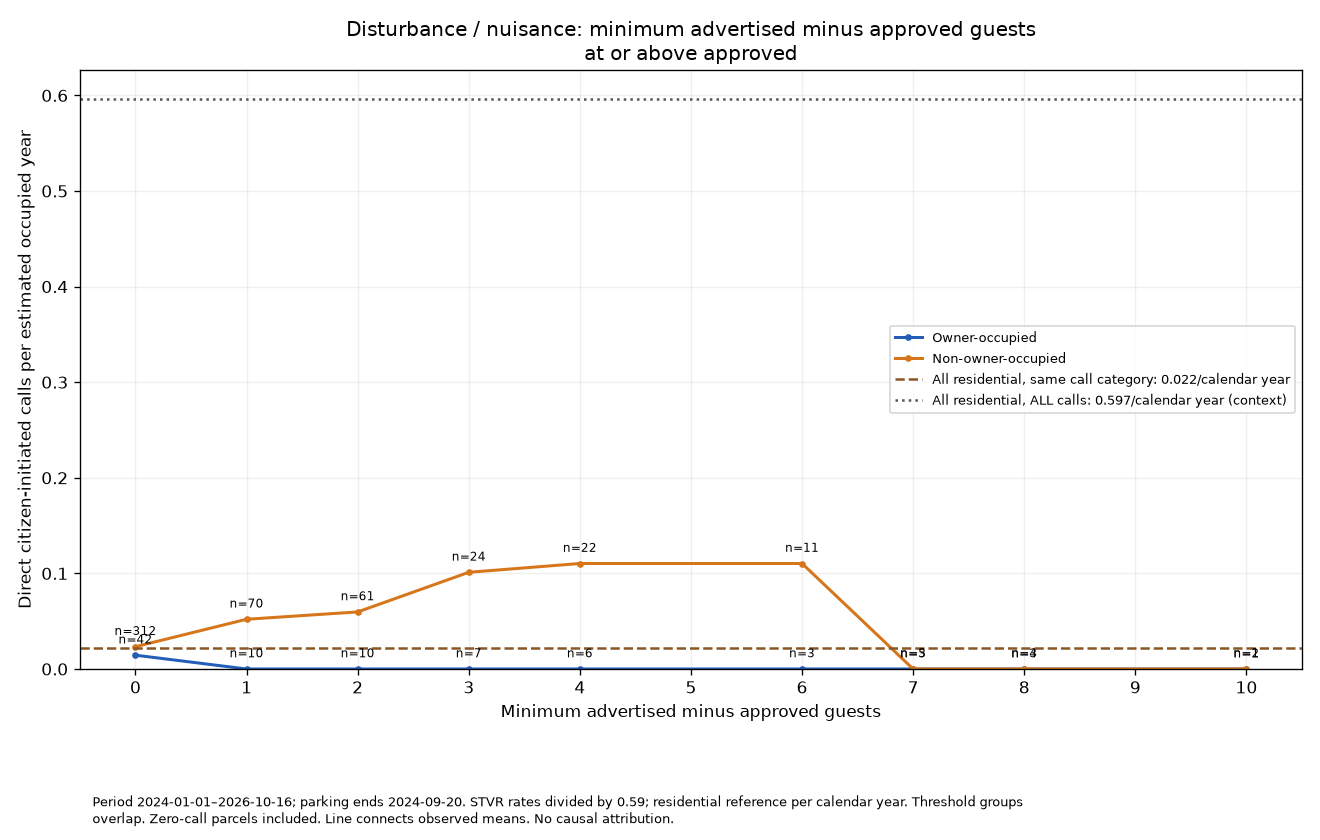 Disturbance / nuisance: minimum advertised minus approved guests
at or above approved
Direct citizen-initiated calls per estimated occupied year
0.6
0.5
0.4
0.3
0.2
0.1
0.0
Owner-occupied
Non-owner-occupied
All residential, same call category: 0.022/calendar year
All residential, ALL calls: 0.597/calendar year (context)
n=312
n=70
n=61
n=24
n=22
n=11
n=42
n=10
n=10
n=7
n=6
n=3
0 1 2 3 4 5 6 7 8 9 10
Minimum advertised minus approved guests
Period 2024-01-01–2026-10-16; parking ends 2024-09-20. STVR rates divided by 0.59; residential reference per calendar year. Threshold groups
overlap. Zero-call parcels included. Line connects observed means. No causal attribution.